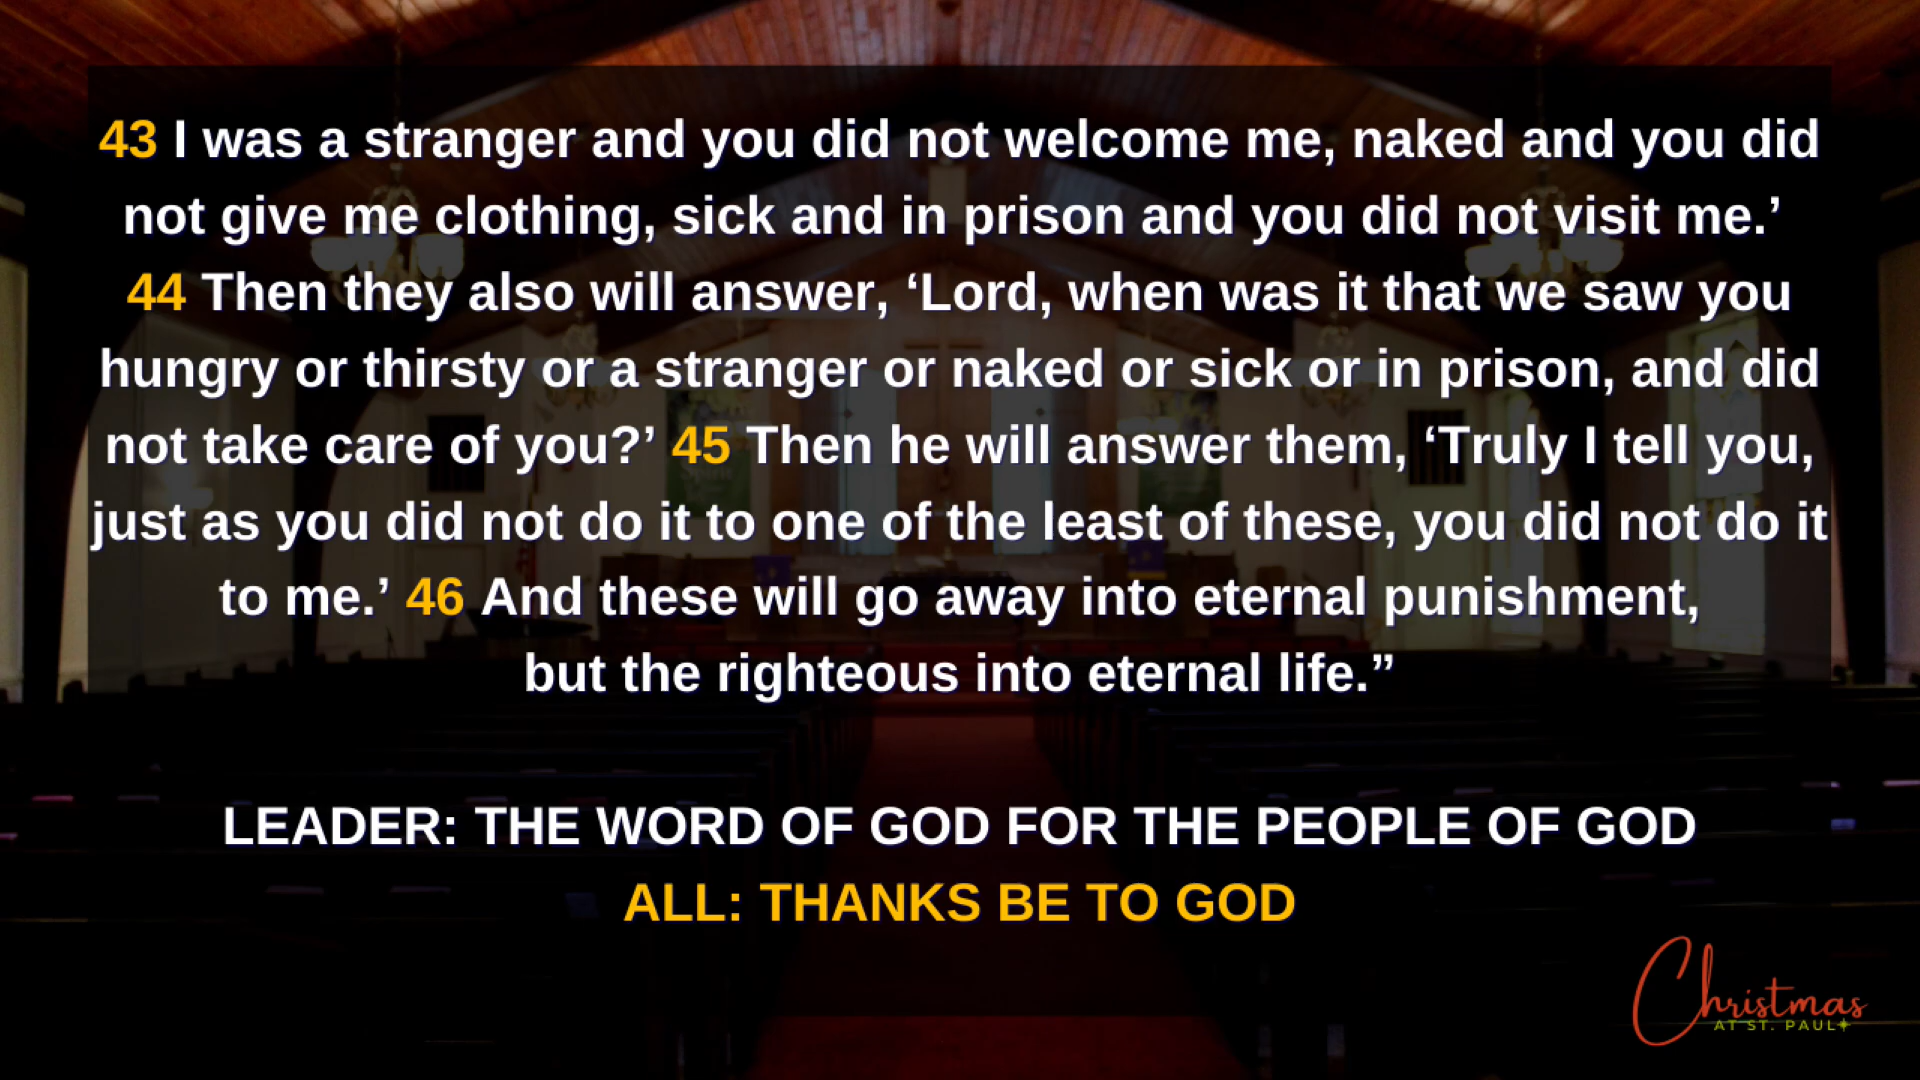 43 I was a stranger and you did not welcome me, naked and you did
not give me clothing, sick and in prison and you did not visit me.’
44 Then they also will answer, ‘Lord, when was it that we saw you
hungry or thirsty or a stranger or naked or sick or in prison, and did
not take care of you?’ 45 Then he will answer them, ‘Truly I tell you,
just as you did not do it to one of the least of these, you did not do it
to me.’ 46 And these will go away into eternal punishment,
but the righteous into eternal life.”
LEADER: THE WORD OF GOD FOR THE PEOPLE OF GOD
ALL: THANKS BE TO GOD
Christmas
AT ST. PAUL